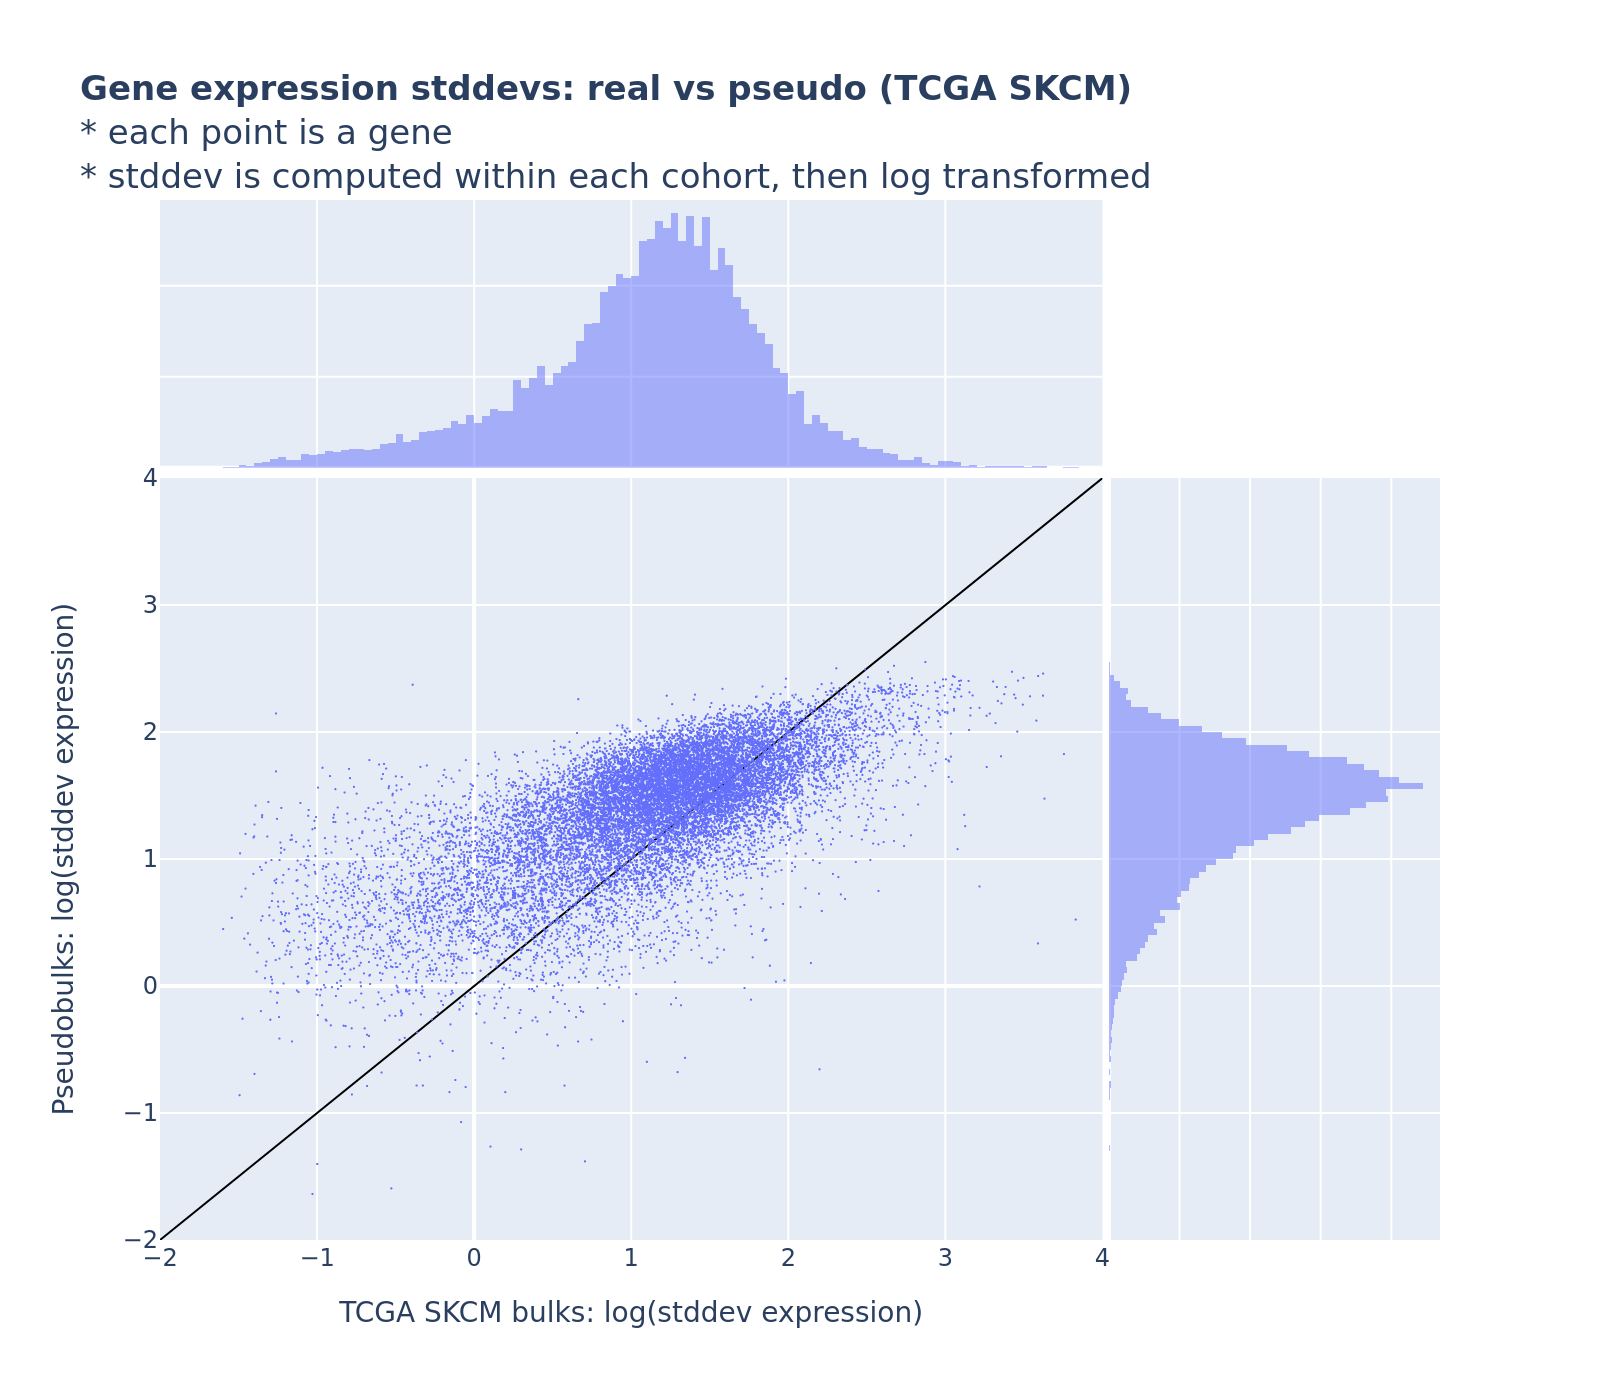 Gene expression stddevs: real vs pseudo (TCGA SKCM)
* each point is a gene
* stddev is computed within each cohort, then log transformed
4
3
2
1
0
−1
−2
Pseudobulks: log(stddev expression)
−2 −1 0 1 2 3 4
TCGA SKCM bulks: log(stddev expression)